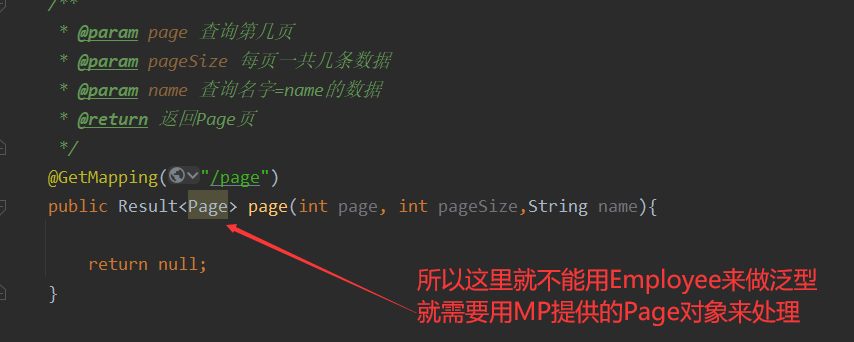 /**
* @param page 查询第几页
* @param pageSize 每页一共几条数据
* @param name 查询名字=name的数据
* @return 返回Page页
*/
@GetMapping("/page")
public Result<Page> page(int page, int pageSize,String name){
return null;
}
所以这里就不能用Employee来做泛型
就需要用MP提供的Page对象来处理